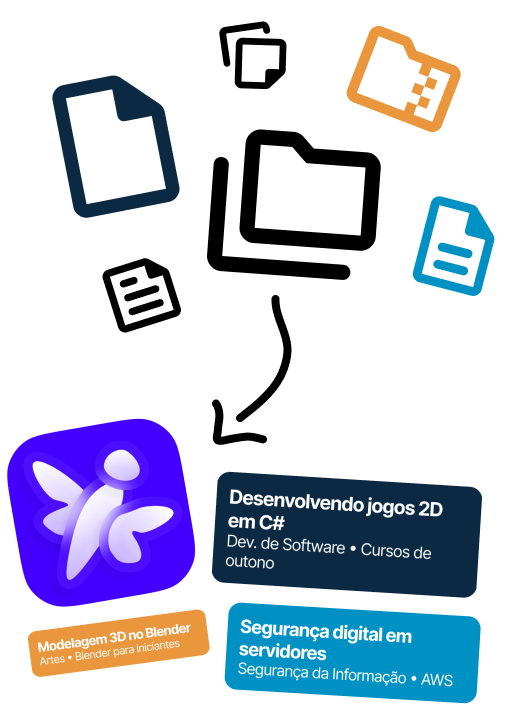 Desenvolvendo jogos 2D
em C#
Dev. de Software • Cursos de
outono
Modelagem 3D no Blender
Artes • Blender para iniciantes
Segurança digital em
servidores
Segurança da Informação • AWS